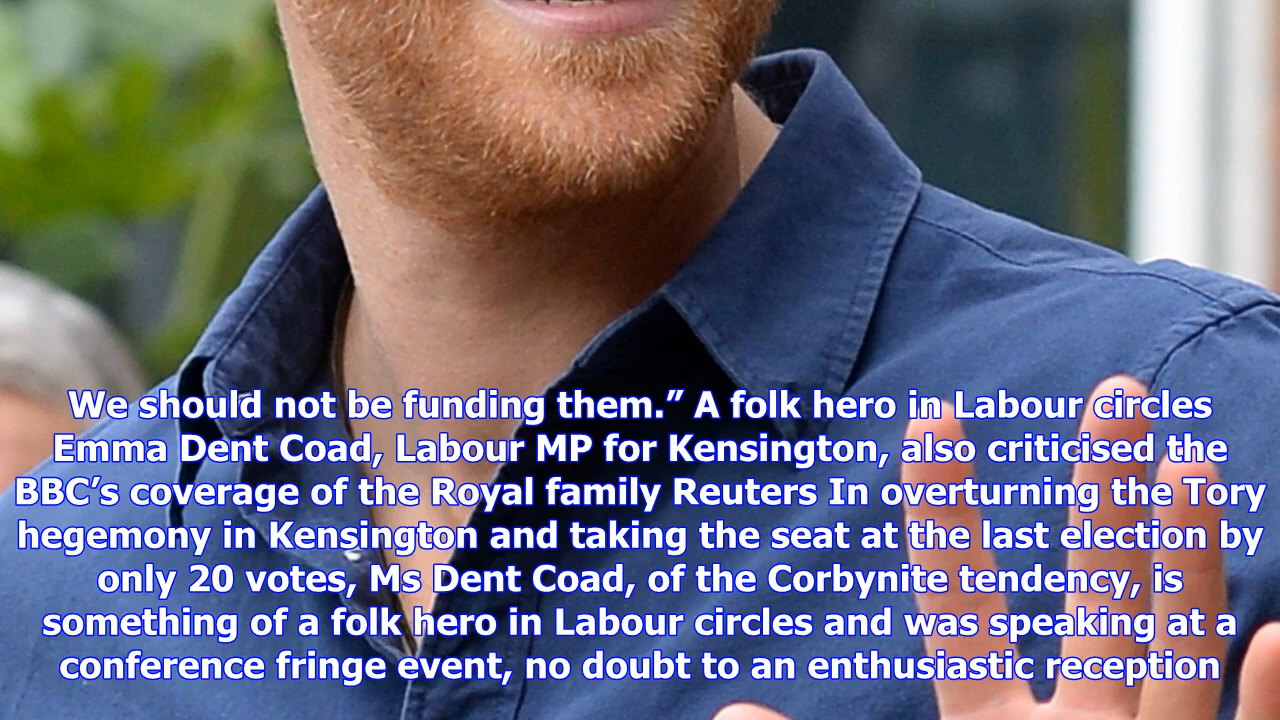 We should not be funding them.” A folk hero in Labour circles
Emma Dent Coad, Labour MP for Kensington, also criticised the
BBC’s coverage of the Royal family Reuters In overturning the Tory
hegemony in Kensington and taking the seat at the last election by
only 20 votes, Ms Dent Coad, of the Corbynite tendency, is
something of a folk hero in Labour circles and was speaking at a
conference fringe event, no doubt to an enthusiastic reception